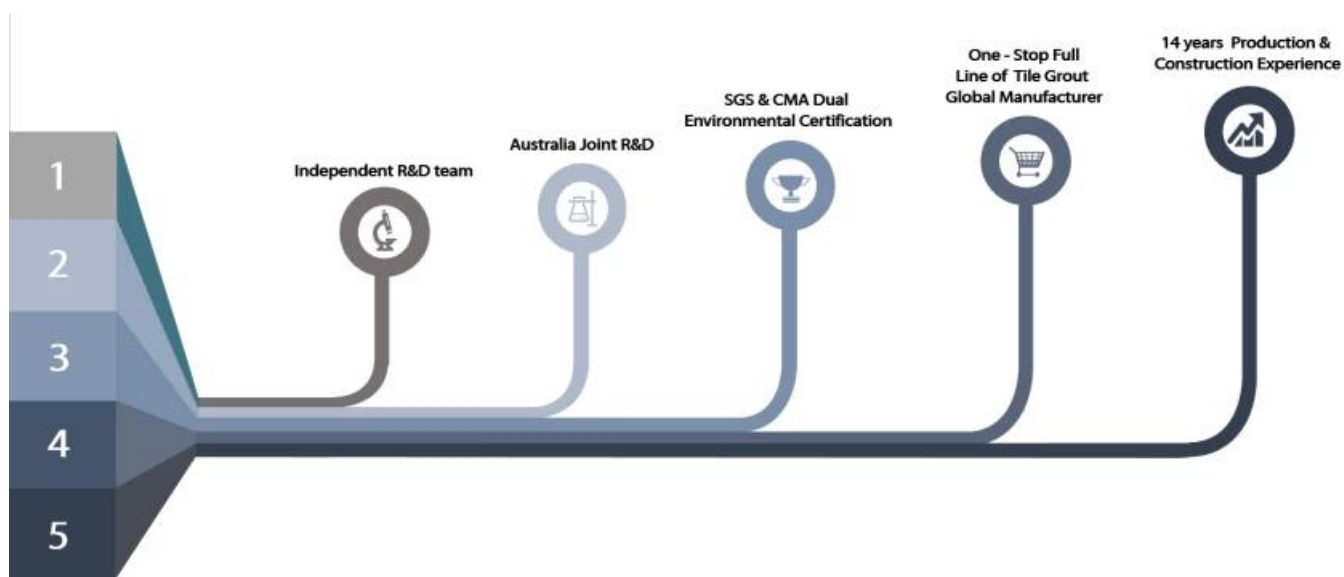 1
2
3
4
5
Independent R&D team
Australia Joint R&D
SGS & CMA Dual
Environmental Certification
One - Stop Full
Line of Tile Grout
Global Manufacturer
14 years Production &
Construction Experience